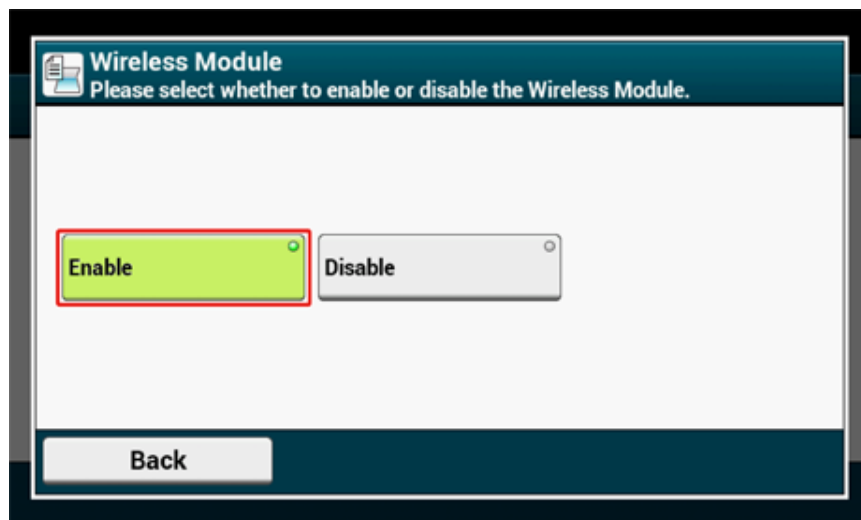 Wireless Module
Please select whether to enable or disable the Wireless Module.
Enable
Disable
Back